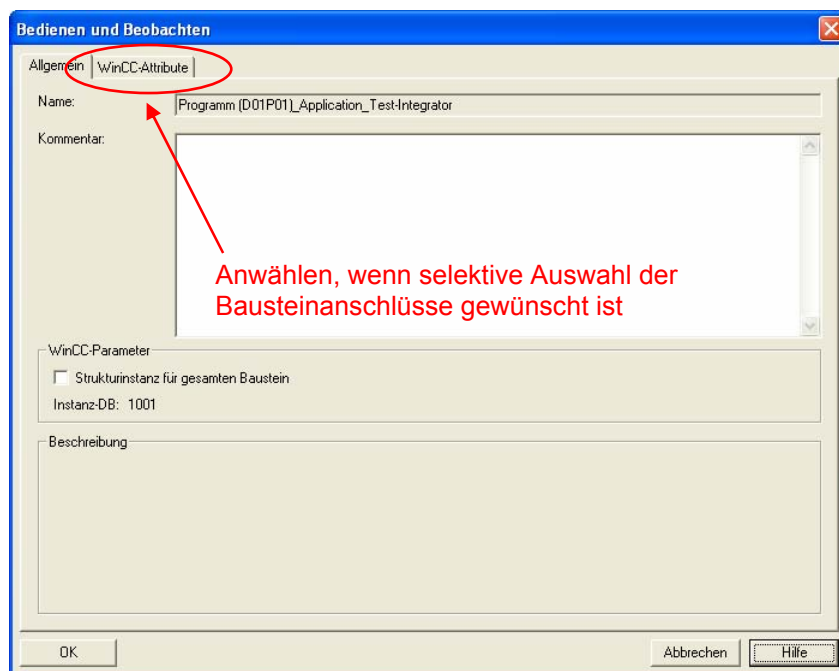 Bedienen und Beobachten
Allgemein
WinCC-Attribute
Name:
Programm (D01P01)_Application_Test-Integrator
Kommentar:
Anwählen, wenn selektive Auswahl der
Bausteinanschlüsse gewünscht ist
WinCC-Parameter
Strukturinstanz für gesamten Baustein
Instanz-DB: 1001
Beschreibung
OK
Abbrechen
Hilfe